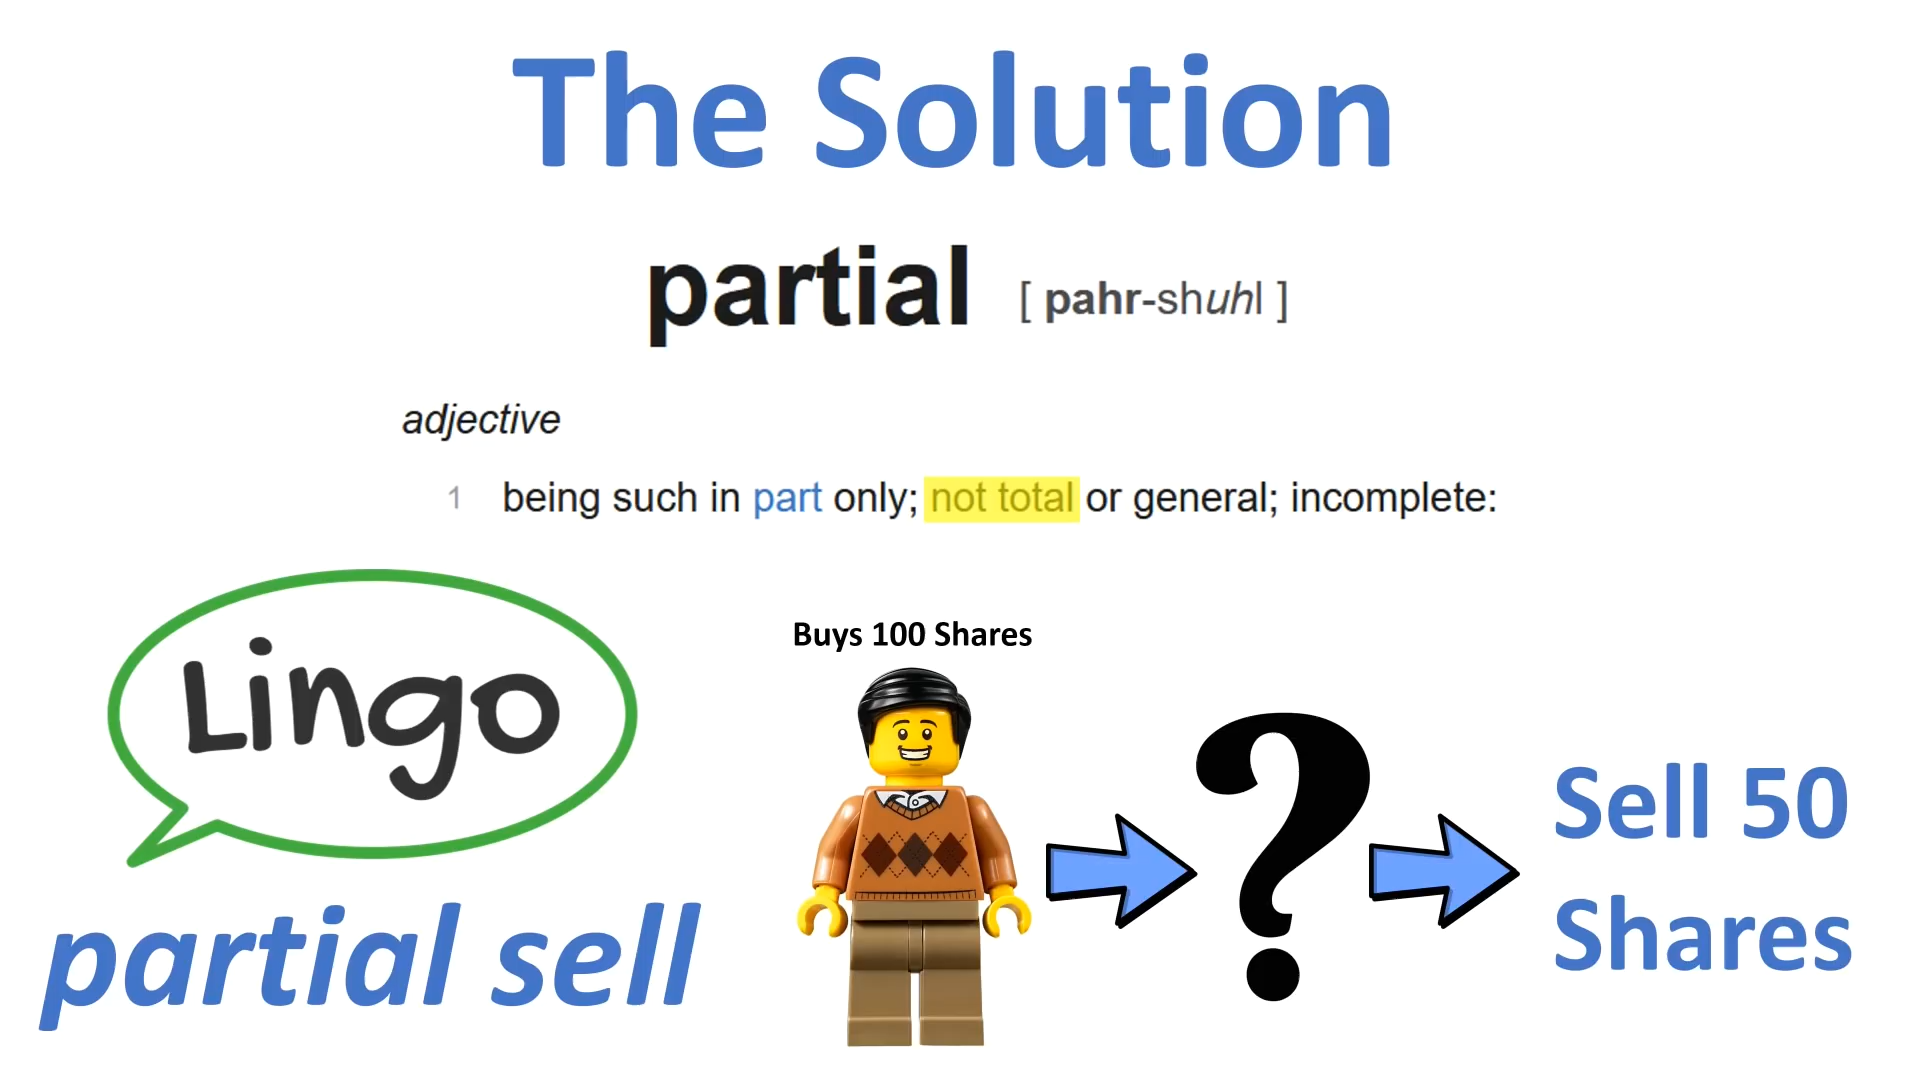 The Solution
partial [ pahr-shuhl ]
adjective
1 being such in part only; not total or general; incomplete:
Lingo
partial sell
Buys 100 Shares
?
Sell 50
Shares